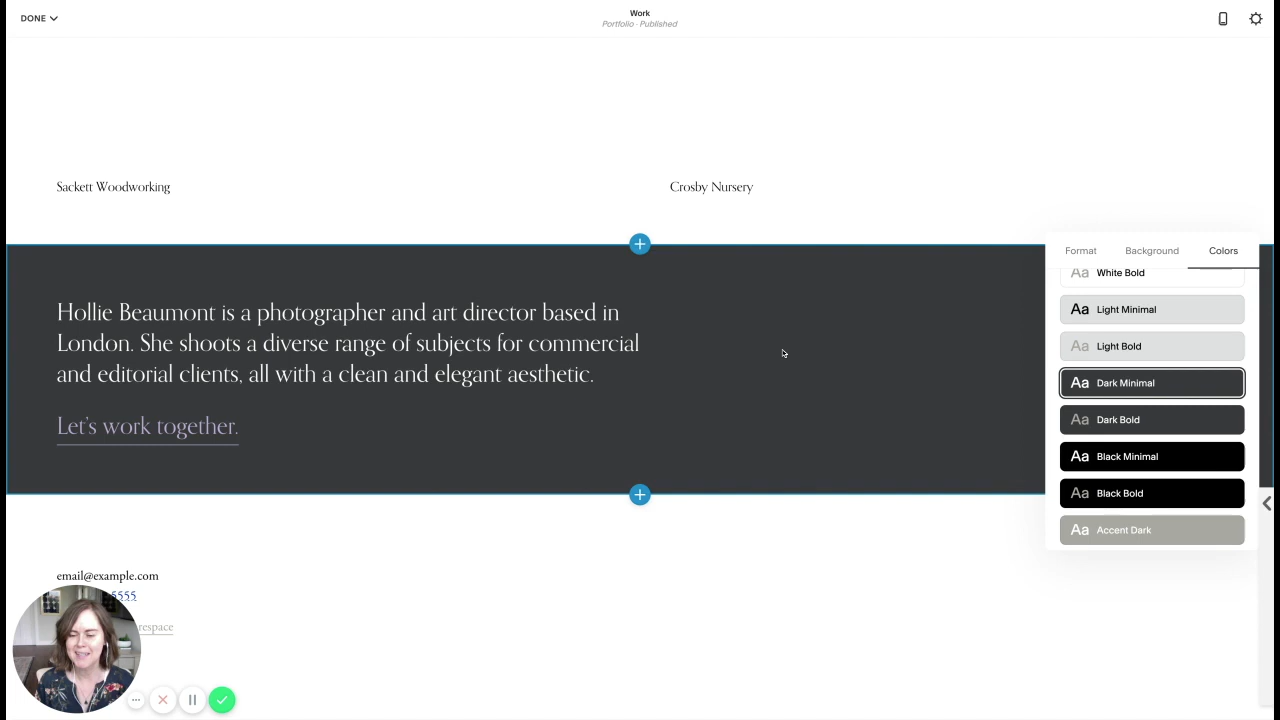 DONE
Work
Portfolio · Published
Sackett Woodworking
Crosby Nursery
Format
Background
Colors
Aa White Bold
Aa Light Minimal
Aa Light Bold
Aa Dark Minimal
Aa Dark Bold
Aa Black Minimal
Aa Black Bold
Aa Accent Dark
Hollie Beaumont is a photographer and art director based in
London. She shoots a diverse range of subjects for commercial
and editorial clients, all with a clean and elegant aesthetic.
Let's work together.
email@example.com
5555
respace